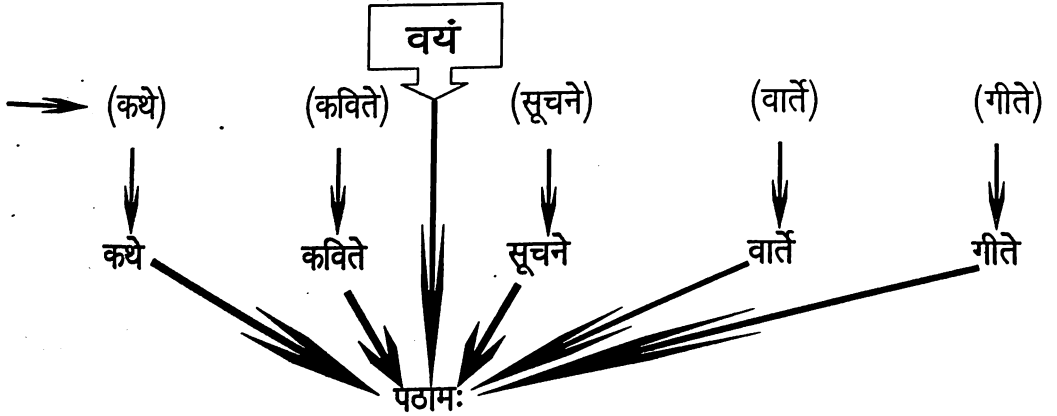 वयं
(कथे) (कविते) (सूचने) (वार्ते) (गीते)
कथे कविते सूचने वार्ते गीते
पठामः